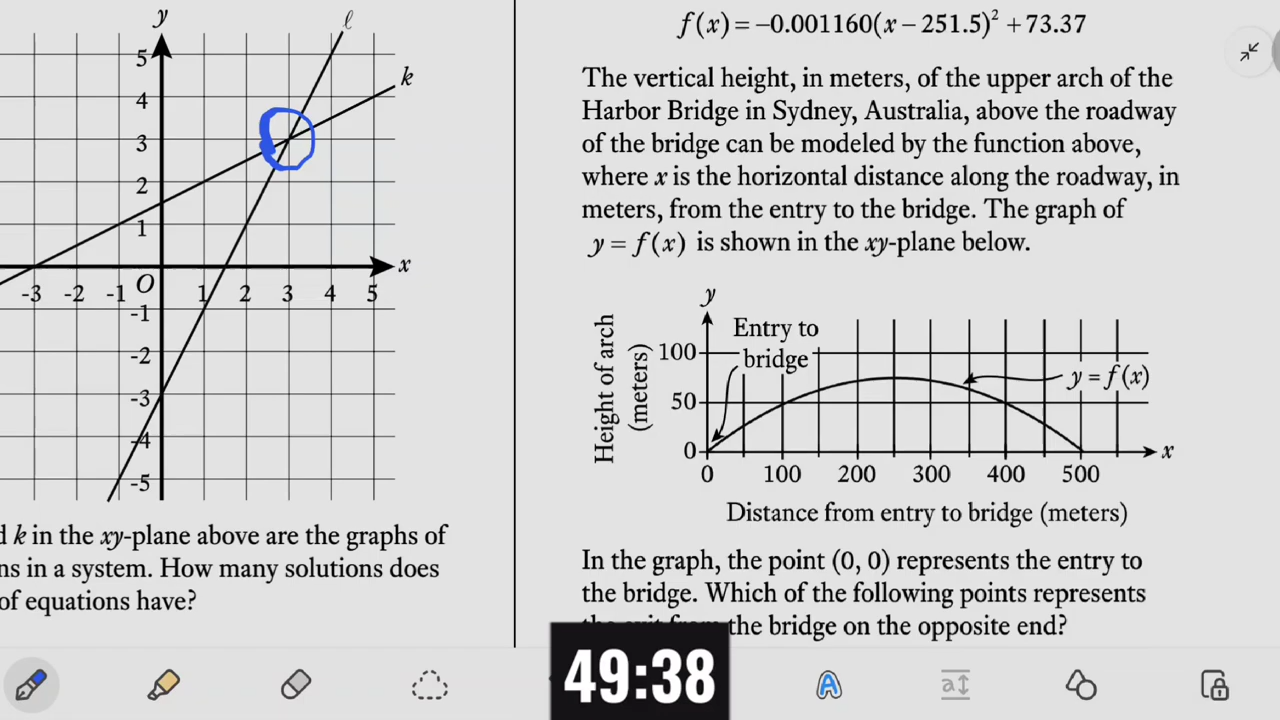 y
ℓ
k
5
4
3
2
1
O
x
-3 -2 -1 1 2 3 4 5
-1
-2
-3
-4
-5
k in the xy-plane above are the graphs of
in a system. How many solutions does
of equations have?
f(x) = −0.001160(x − 251.5)² + 73.37
The vertical height, in meters, of the upper arch of the
Harbor Bridge in Sydney, Australia, above the roadway
of the bridge can be modeled by the function above,
where x is the horizontal distance along the roadway, in
meters, from the entry to the bridge. The graph of
y = f(x) is shown in the xy-plane below.
y
Height of arch
(meters)
Entry to
bridge
100
50
0
y = f(x)
x
0 100 200 300 400 500
Distance from entry to bridge (meters)
In the graph, the point (0, 0) represents the entry to
the bridge. Which of the following points represents
the bridge on the opposite end?
49:38
A
a